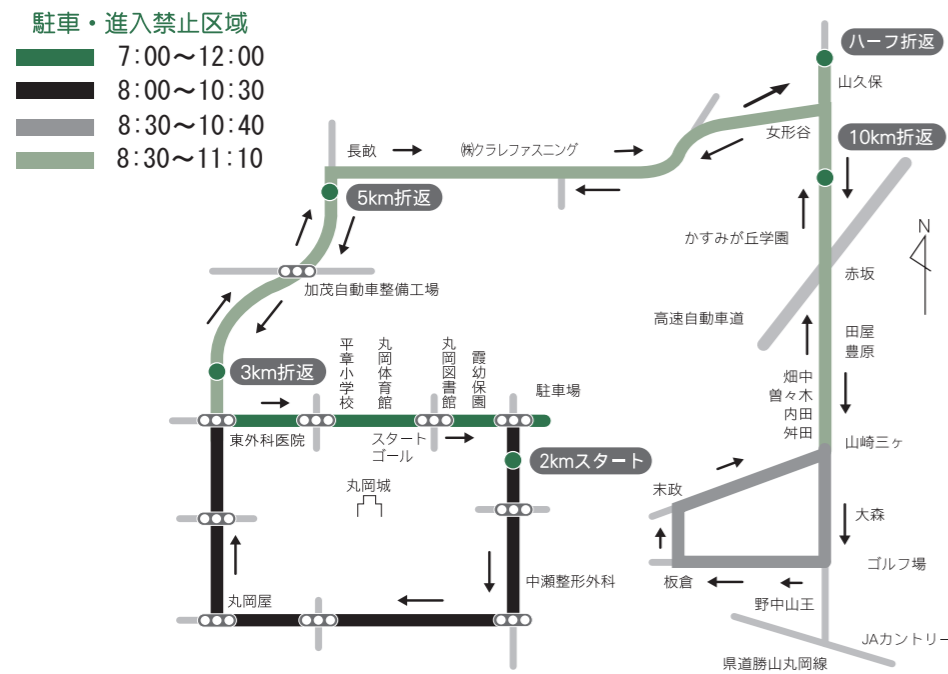 駐車・進入禁止区域
7:00～12:00
8:00～10:30
8:30～10:40
8:30～11:10
ハーフ折返
山久保
女形谷
10km折返
長畝
㈱クラレファスニング
5km折返
かすみが丘学園
N
赤坂
加茂自動車整備工場
高速自動車道
田屋
豊原
3km折返
平章小学校
丸岡体育館
丸岡図書館
霞幼保園
駐車場
畑中
曽々木
内田
舛田
東外科医院
スタート
ゴール
山崎三ヶ
2kmスタート
丸岡城
末政
大森
ゴルフ場
中瀬整形外科
板倉
丸岡屋
野中山王
JAカントリー
県道勝山丸岡線